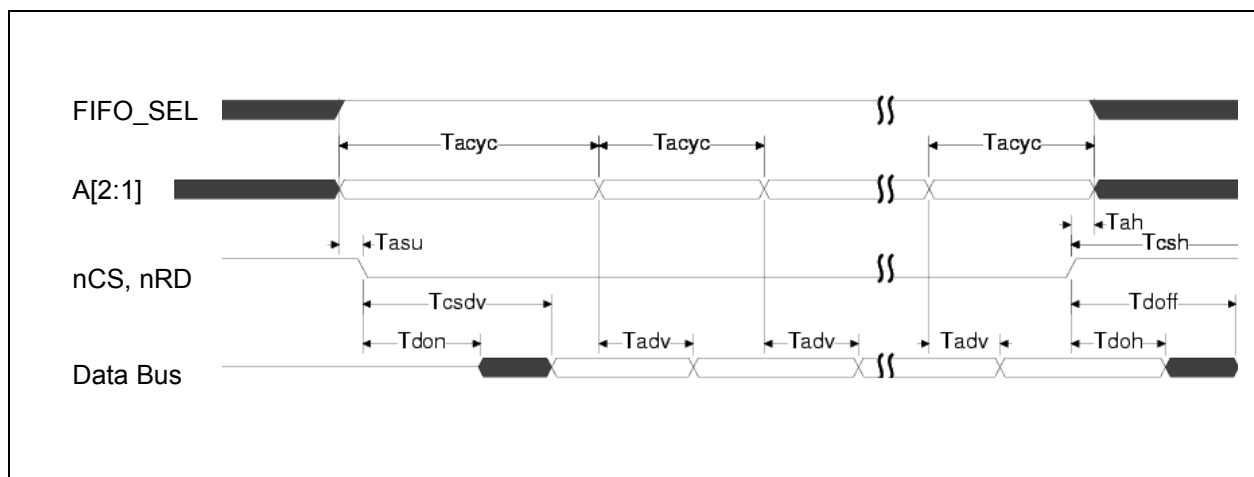 FIFO_SEL
Tacyc Tacyc Tacyc
A[2:1]
Tasu Tah
Tcsh
nCS, nRD
Tcsdv Tdoff
Tdon Tadv Tadv Tadv Tdoh
Data Bus